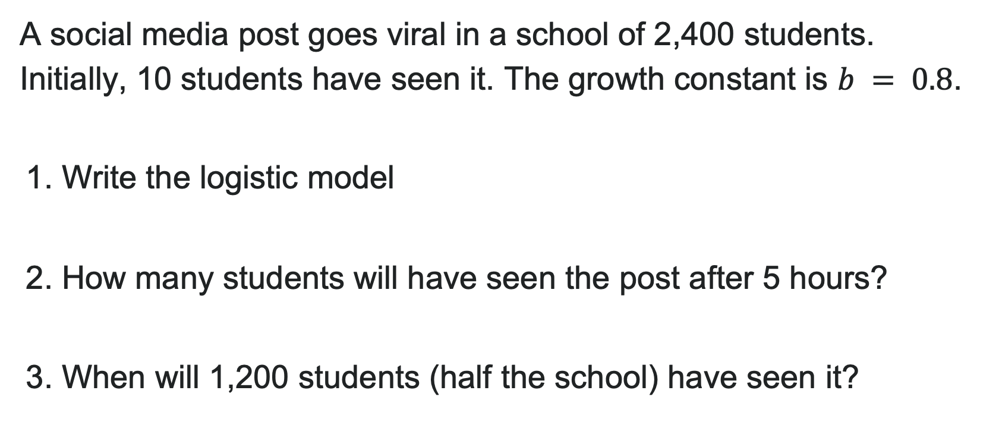 A social media post goes viral in a school of 2,400 students.
Initially, 10 students have seen it. The growth constant is b = 0.8.
1. Write the logistic model
2. How many students will have seen the post after 5 hours?
3. When will 1,200 students (half the school) have seen it?